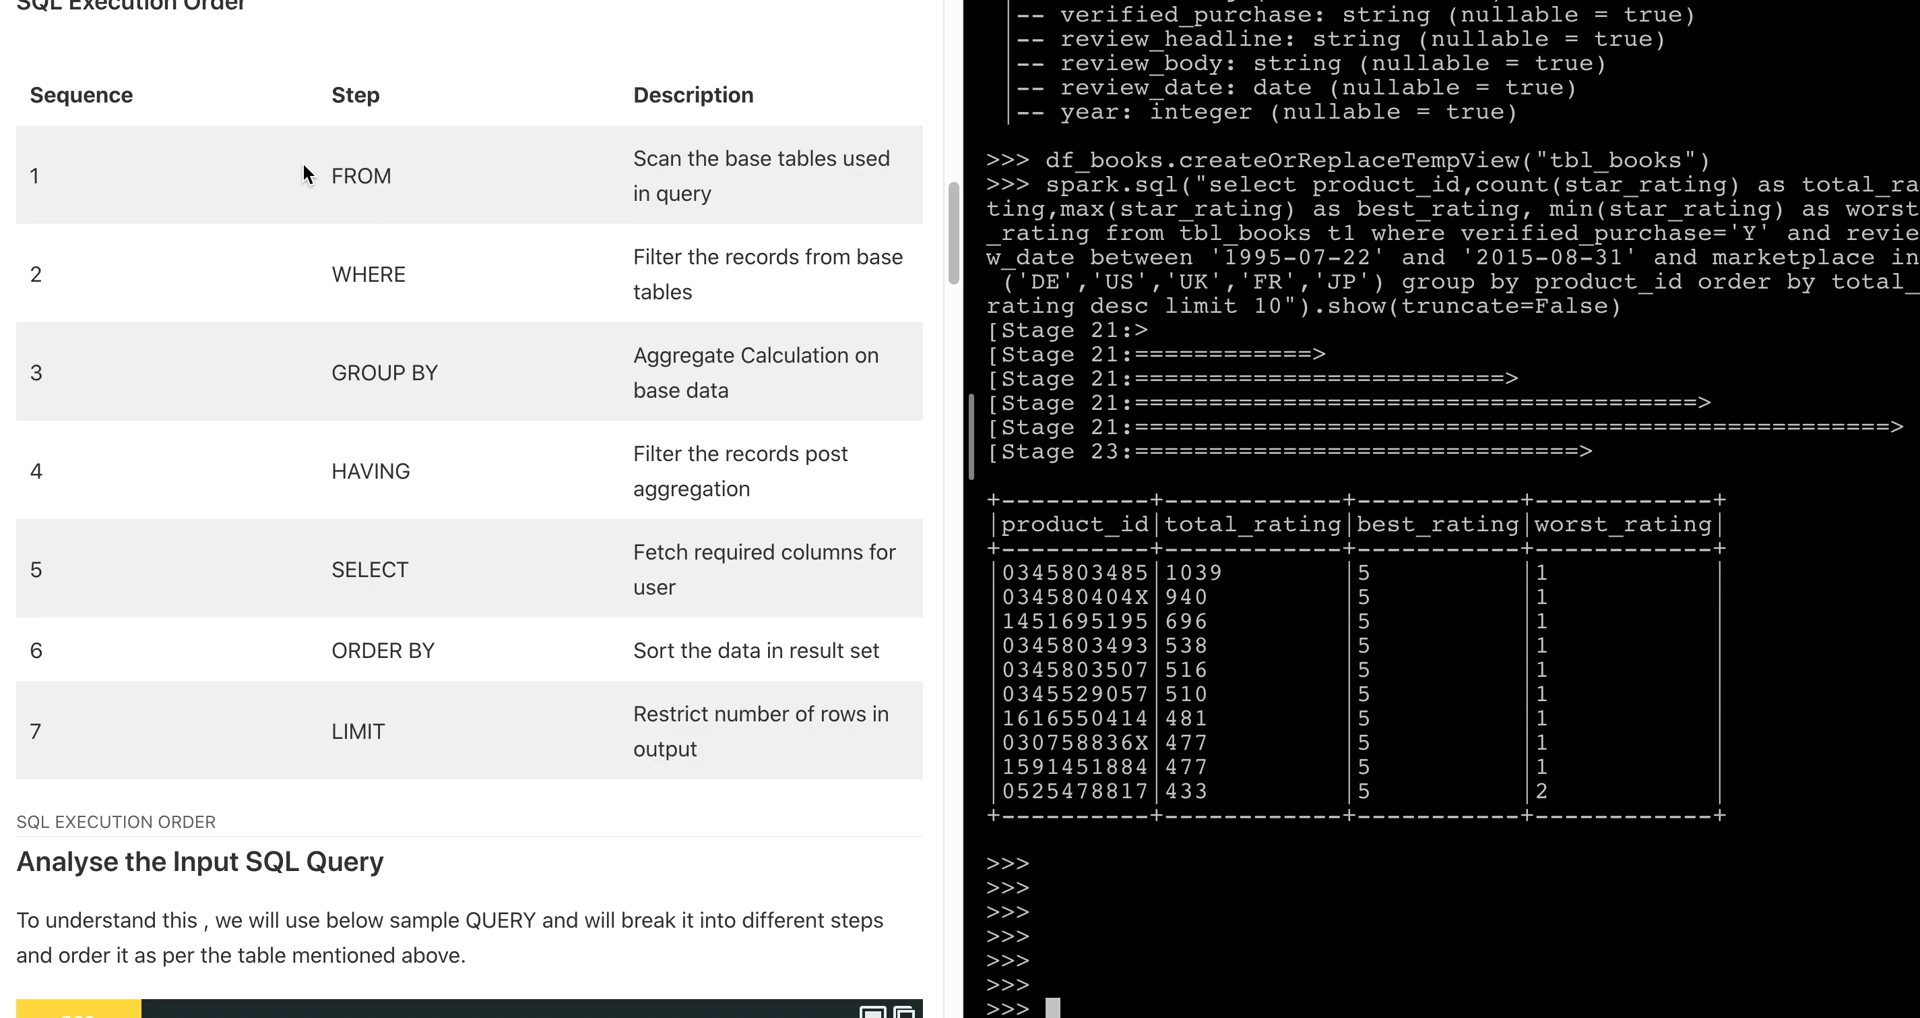 SQL Execution Order
Sequence Step Description
1 FROM Scan the base tables used
in query
2 WHERE Filter the records from base
tables
3 GROUP BY Aggregate Calculation on
base data
4 HAVING Filter the records post
aggregation
5 SELECT Fetch required columns for
user
6 ORDER BY Sort the data in result set
7 LIMIT Restrict number of rows in
output
SQL EXECUTION ORDER
Analyse the Input SQL Query
To understand this , we will use below sample QUERY and will break it into different steps
and order it as per the table mentioned above.
|-- verified_purchase: string (nullable = true)
|-- review_headline: string (nullable = true)
|-- review_body: string (nullable = true)
|-- review_date: date (nullable = true)
|-- year: integer (nullable = true)
>>> df_books.createOrReplaceTempView("tbl_books")
>>> spark.sql("select product_id,count(star_rating) as total_ra
ting,max(star_rating) as best_rating, min(star_rating) as worst
_rating from tbl_books t1 where verified_purchase='Y' and revie
w_date between '1995-07-22' and '2015-08-31' and marketplace in
('DE','US','UK','FR','JP') group by product_id order by total_
rating desc limit 10").show(truncate=False)
[Stage 21:>
[Stage 21:============>
[Stage 21:=========================>
[Stage 21:======================================>
[Stage 21:===================================================>
[Stage 23:==============================>
+----------+------------+-----------+------------+
|product_id|total_rating|best_rating|worst_rating|
+----------+------------+-----------+------------+
|0345803485|1039 |5 |1 |
|034580404X|940 |5 |1 |
|1451695195|696 |5 |1 |
|0345803493|538 |5 |1 |
|0345803507|516 |5 |1 |
|0345529057|510 |5 |1 |
|1616550414|481 |5 |1 |
|030758836X|477 |5 |1 |
|1591451884|477 |5 |1 |
|0525478817|433 |5 |2 |
+----------+------------+-----------+------------+
>>>
>>>
>>>
>>>
>>>
>>>
>>>